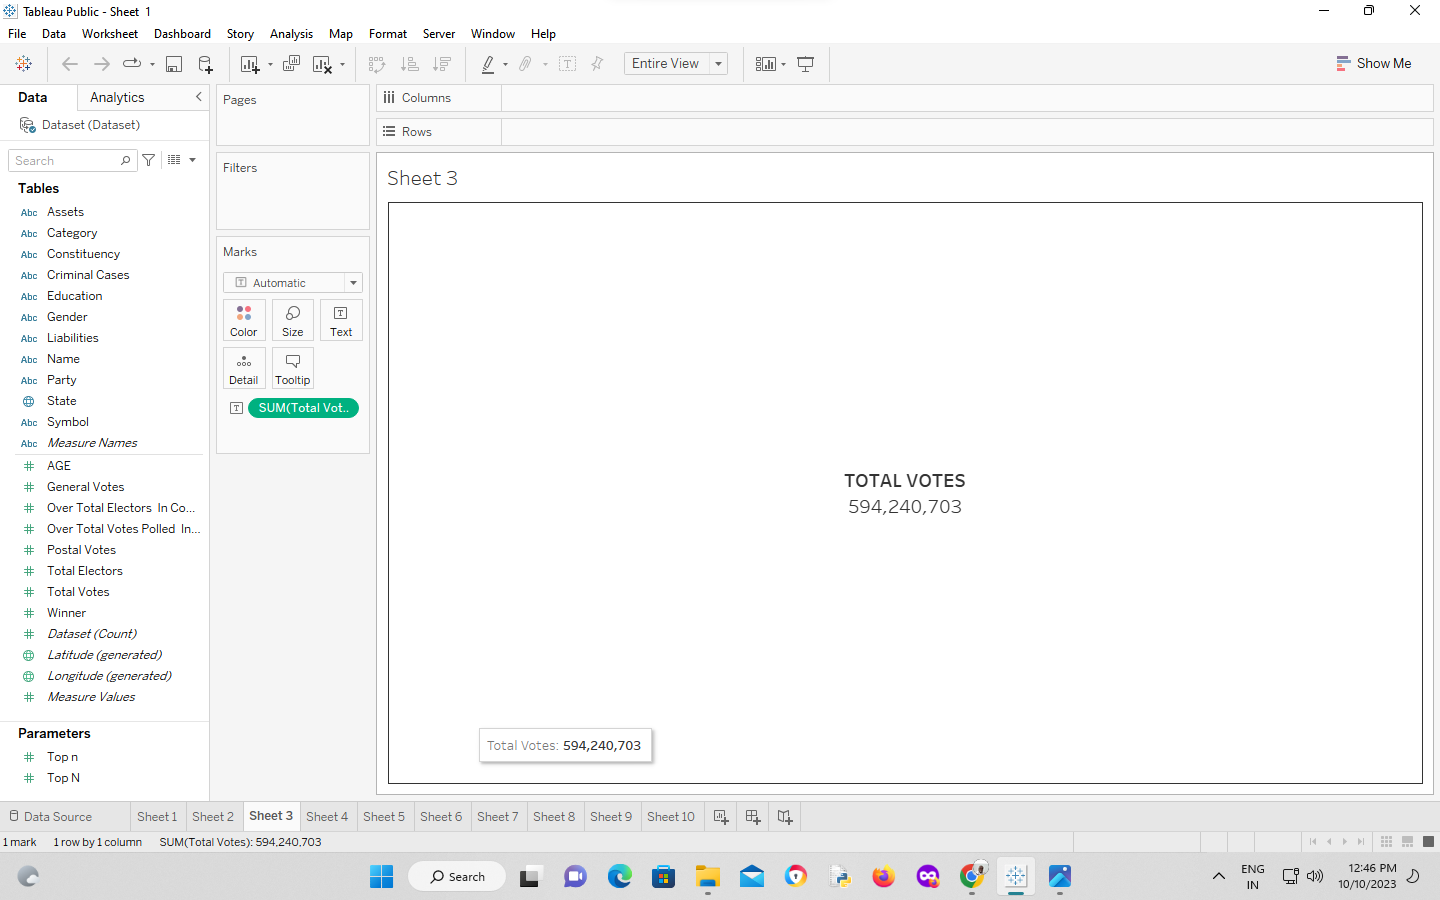 Tableau Public - Sheet 1
File Data Worksheet Dashboard Story Analysis Map Format Server Window Help
Entire View
Show Me
Data Analytics
Dataset (Dataset)
Search
Tables
Abc Assets
Abc Category
Abc Constituency
Abc Criminal Cases
Abc Education
Abc Gender
Abc Liabilities
Abc Name
Abc Party
State
Abc Symbol
Abc Measure Names
AGE
General Votes
Over Total Electors In Co...
Over Total Votes Polled In...
Postal Votes
Total Electors
Total Votes
Winner
Dataset (Count)
Latitude (generated)
Longitude (generated)
Measure Values
Parameters
Top n
Top N
Pages
Filters
Marks
Automatic
Color Size Text
Detail Tooltip
SUM(Total Vot..
Columns
Rows
Sheet 3
TOTAL VOTES
594,240,703
Total Votes: 594,240,703
Data Source Sheet 1 Sheet 2 Sheet 3 Sheet 4 Sheet 5 Sheet 6 Sheet 7 Sheet 8 Sheet 9 Sheet 10
1 mark 1 row by 1 column SUM(Total Votes): 594,240,703
Search
ENG
IN
12:46 PM
10/10/2023